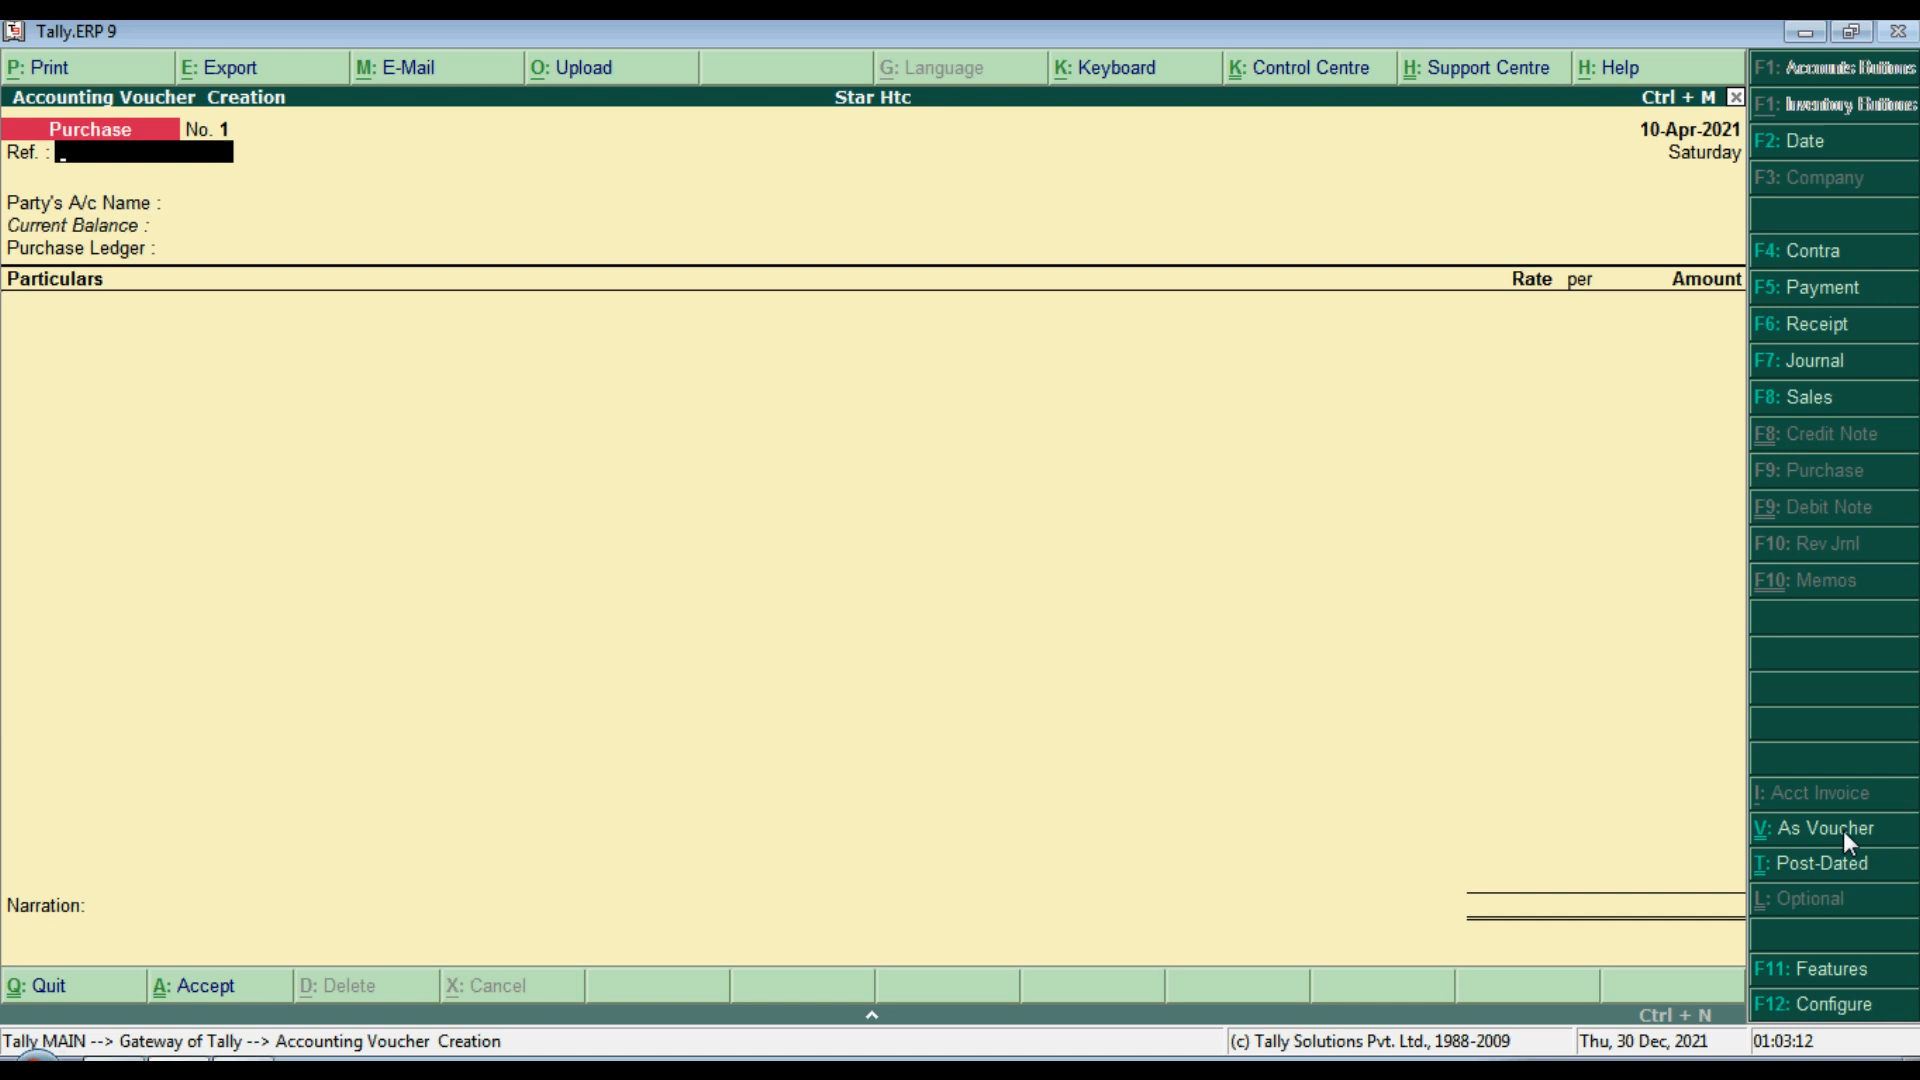 Tally.ERP 9
P: Print E: Export M: E-Mail O: Upload G: Language K: Keyboard K: Control Centre H: Support Centre H: Help
Accounting Voucher Creation Star Htc Ctrl + M
Purchase No. 1 10-Apr-2021
Ref. : Saturday
Party's A/c Name :
Current Balance :
Purchase Ledger :
Particulars Rate per Amount
Narration:
Q: Quit A: Accept D: Delete X: Cancel
Ctrl + N
Tally MAIN --> Gateway of Tally --> Accounting Voucher Creation (c) Tally Solutions Pvt. Ltd., 1988-2009 Thu, 30 Dec, 2021 01:03:12
F1: Accounts Buttons
F1: Inventory Buttons
F2: Date
F3: Company
F4: Contra
F5: Payment
F6: Receipt
F7: Journal
F8: Sales
F8: Credit Note
F9: Purchase
F9: Debit Note
F10: Rev Jrnl
F10: Memos
I: Acct Invoice
V: As Voucher
T: Post-Dated
L: Optional
F11: Features
F12: Configure